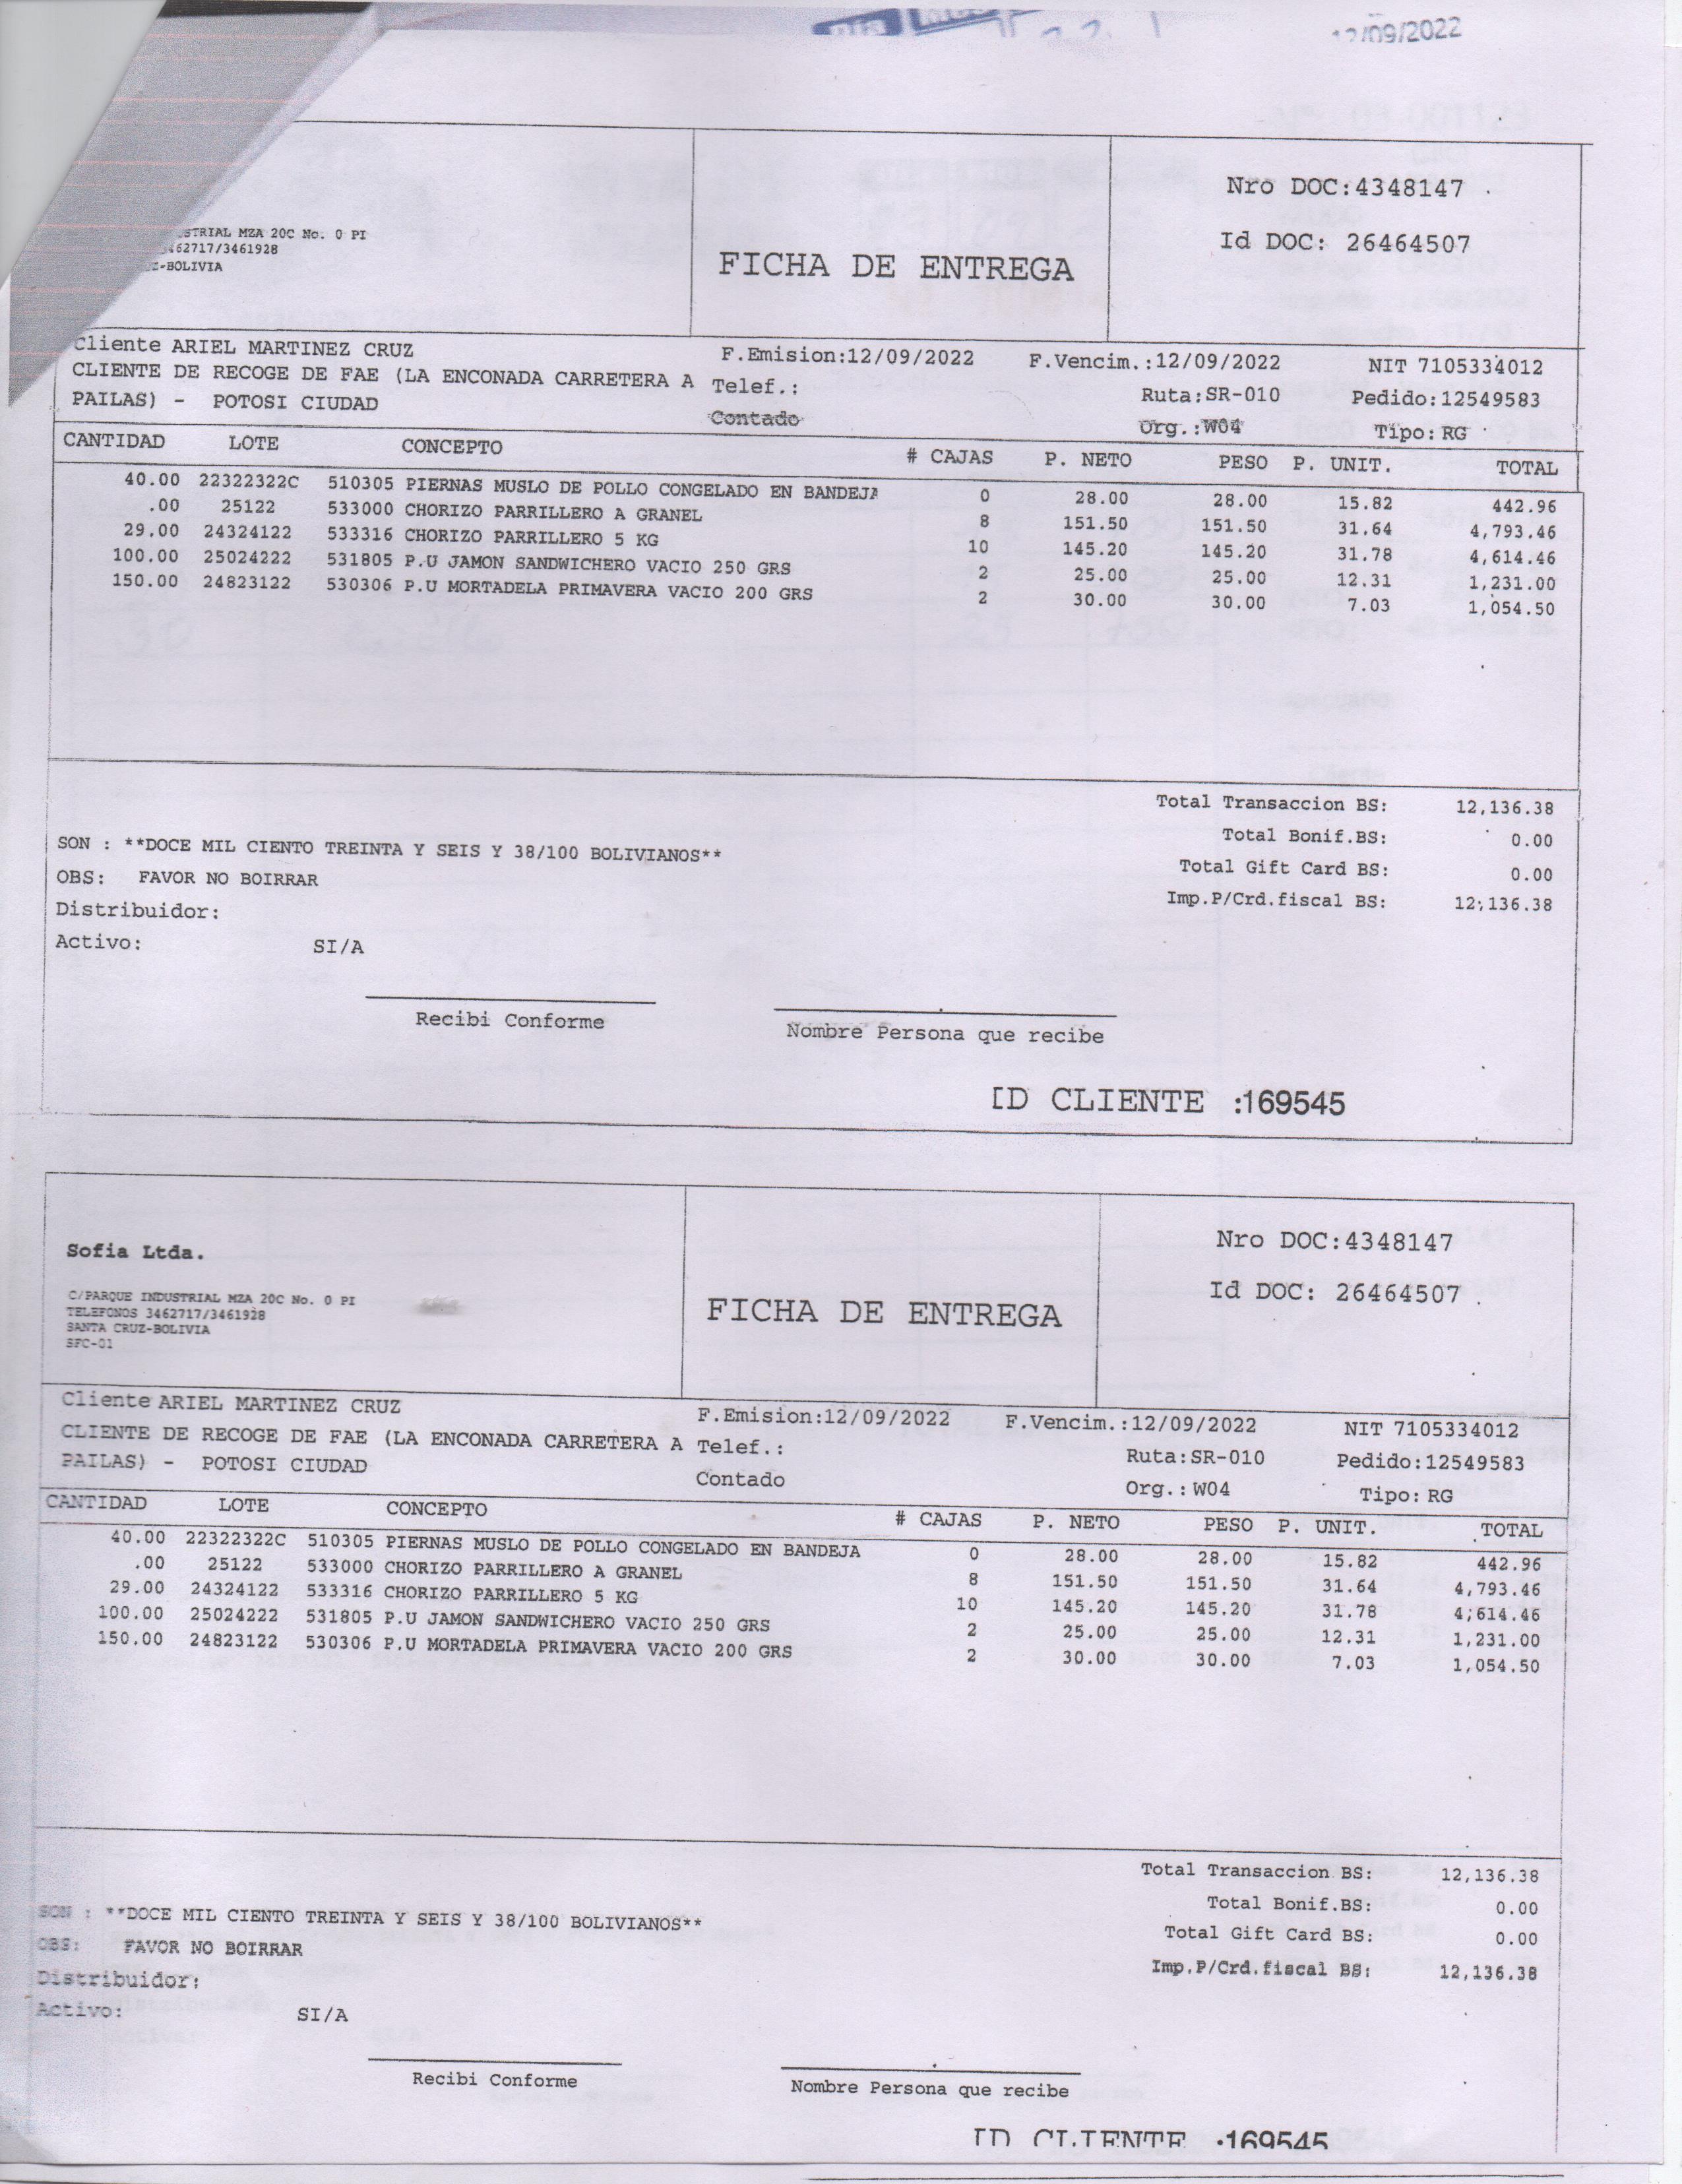 12/09/2022
Nro DOC:4348147
STRIAL MZA 20C No. 0 PI
Id DOC: 26464507
462717/3461928
FICHA DE ENTREGA
-BOLIVIA
Cliente ARIEL MARTINEZ CRUZ F.Emision:12/09/2022 F.Vencim.:12/09/2022 NIT 7105334012
CLIENTE DE RECOGE DE FAE (LA ENCONADA CARRETERA A Telef.: Ruta:SR-010 Pedido:12549583
PAILAS) - POTOSI CIUDAD Contado Org.:W04 Tipo:RG
CANTIDAD LOTE CONCEPTO # CAJAS P. NETO PESO P. UNIT. TOTAL
40.00 22322322C 510305 PIERNAS MUSLO DE POLLO CONGELADO EN BANDEJA 0 28.00 28.00 15.82 442.96
.00 25122 533000 CHORIZO PARRILLERO A GRANEL 8 151.50 151.50 31.64 4,793.46
29.00 24324122 533316 CHORIZO PARRILLERO 5 KG 10 145.20 145.20 31.78 4,614.46
100.00 25024222 531805 P.U JAMON SANDWICHERO VACIO 250 GRS 2 25.00 25.00 12.31 1,231.00
150.00 24823122 530306 P.U MORTADELA PRIMAVERA VACIO 200 GRS 2 30.00 30.00 7.03 1,054.50
Total Transaccion BS: 12,136.38
Total Bonif.BS: 0.00
SON : **DOCE MIL CIENTO TREINTA Y SEIS Y 38/100 BOLIVIANOS**
Total Gift Card BS: 0.00
OBS: FAVOR NO BOIRRAR
Imp.P/Crd.fiscal BS: 12,136.38
Distribuidor:
Activo: SI/A
Recibi Conforme Nombre Persona que recibe
ID CLIENTE :169545
Nro DOC:4348147
Sofia Ltda.
Id DOC: 26464507
C/PARQUE INDUSTRIAL MZA 20C No. 0 PI
TELEFONOS 3462717/3461928
FICHA DE ENTREGA
SANTA CRUZ-BOLIVIA
SFC-01
Cliente ARIEL MARTINEZ CRUZ F.Emision:12/09/2022 F.Vencim.:12/09/2022 NIT 7105334012
CLIENTE DE RECOGE DE FAE (LA ENCONADA CARRETERA A Telef.: Ruta:SR-010 Pedido:12549583
PAILAS) - POTOSI CIUDAD Contado Org.:W04 Tipo:RG
CANTIDAD LOTE CONCEPTO # CAJAS P. NETO PESO P. UNIT. TOTAL
40.00 22322322C 510305 PIERNAS MUSLO DE POLLO CONGELADO EN BANDEJA 0 28.00 28.00 15.82 442.96
.00 25122 533000 CHORIZO PARRILLERO A GRANEL 8 151.50 151.50 31.64 4,793.46
29.00 24324122 533316 CHORIZO PARRILLERO 5 KG 10 145.20 145.20 31.78 4,614.46
100.00 25024222 531805 P.U JAMON SANDWICHERO VACIO 250 GRS 2 25.00 25.00 12.31 1,231.00
150.00 24823122 530306 P.U MORTADELA PRIMAVERA VACIO 200 GRS 2 30.00 30.00 7.03 1,054.50
Total Transaccion BS: 12,136.38
Total Bonif.BS: 0.00
SON : **DOCE MIL CIENTO TREINTA Y SEIS Y 38/100 BOLIVIANOS**
Total Gift Card BS: 0.00
OBS: FAVOR NO BOIRRAR
Imp.P/Crd.fiscal BS: 12,136.38
Distribuidor:
Activo: SI/A
Recibi Conforme Nombre Persona que recibe
ID CLIENTE :169545